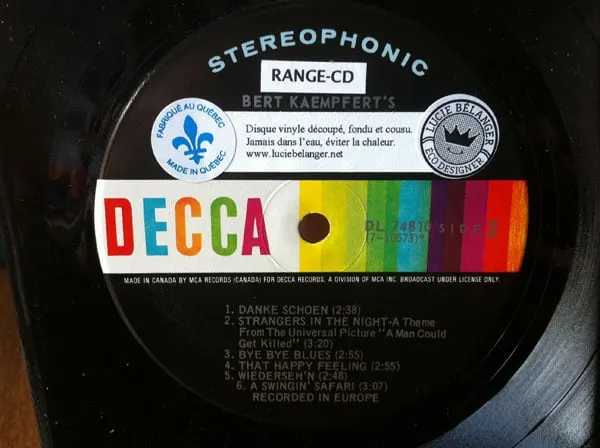 STEREOPHONIC
RANGE-CD
BERT KAEMPFERT'S
FABRIQUÉ AU QUÉBEC
MADE IN QUÉBEC
Disque vinyle découpé, fondu et cousu.
Jamais dans l'eau, éviter la chaleur.
www.luciebelanger.net
LUCIE BÉLANGER
ECO DESIGNER
DECCA
DL 74810 SIDE 2
(7-10573)*
MADE IN CANADA BY MCA RECORDS (CANADA) FOR DECCA RECORDS, A DIVISION OF MCA INC. BROADCAST UNDER LICENSE ONLY.
1. DANKE SCHOEN (2:38)
2. STRANGERS IN THE NIGHT-A Theme
From The Universal Picture "A Man Could
Get Killed" (3:20)
3. BYE BYE BLUES (2:55)
4. THAT HAPPY FEELING (2:55)
5. WIEDERSEH'N (2:48)
6. A SWINGIN' SAFARI (3:07)
RECORDED IN EUROPE